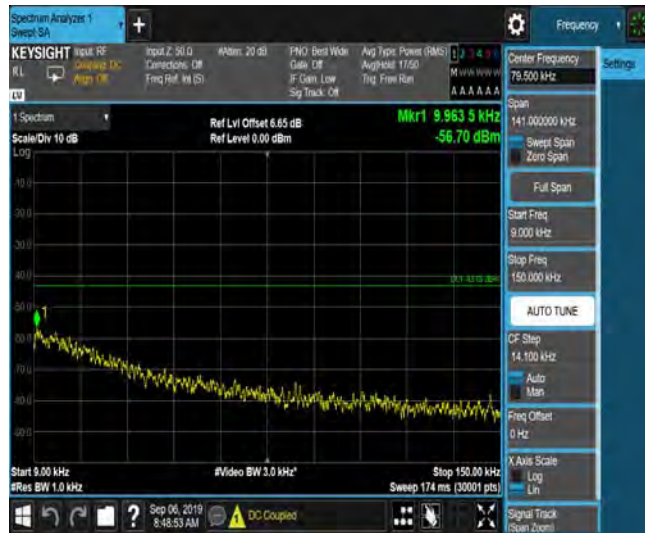 Spectrum Analyzer 1
Swept SA
+
Frequency
KEYSIGHT
Input: RF
Coupling: DC
Align: Off
Input Z: 50 Ω
Corrections: Off
Freq Ref: Int (S)
#Atten: 20 dB
PNO: Best Wide
Gate: Off
IF Gain: Low
Sig Track: Off
Avg Type: Power (RMS)
Avg|Hold: 17/50
Trig: Free Run
1 2 3 4 5 6
M W W W W W
A A A A A A
RL
LV
1 Spectrum
Scale/Div 10 dB
Log
Ref Lvl Offset 6.65 dB
Ref Level 0.00 dBm
Mkr1 9.963 5 kHz
-56.70 dBm
1
Start 9.00 kHz
#Res BW 1.0 kHz
#Video BW 3.0 kHz*
Stop 150.00 kHz
Sweep 174 ms (30001 pts)
?
Sep 06, 2019
8:48:53 AM
DC Coupled
Center Frequency
79.500 kHz
Settings
Span
141.000000 kHz
Swept Span
Zero Span
Full Span
Start Freq
9.000 kHz
Stop Freq
150.000 kHz
AUTO TUNE
CF Step
14.100 kHz
Auto
Man
Freq Offset
0 Hz
X Axis Scale
Log
Lin
Signal Track
(Span Zoom)